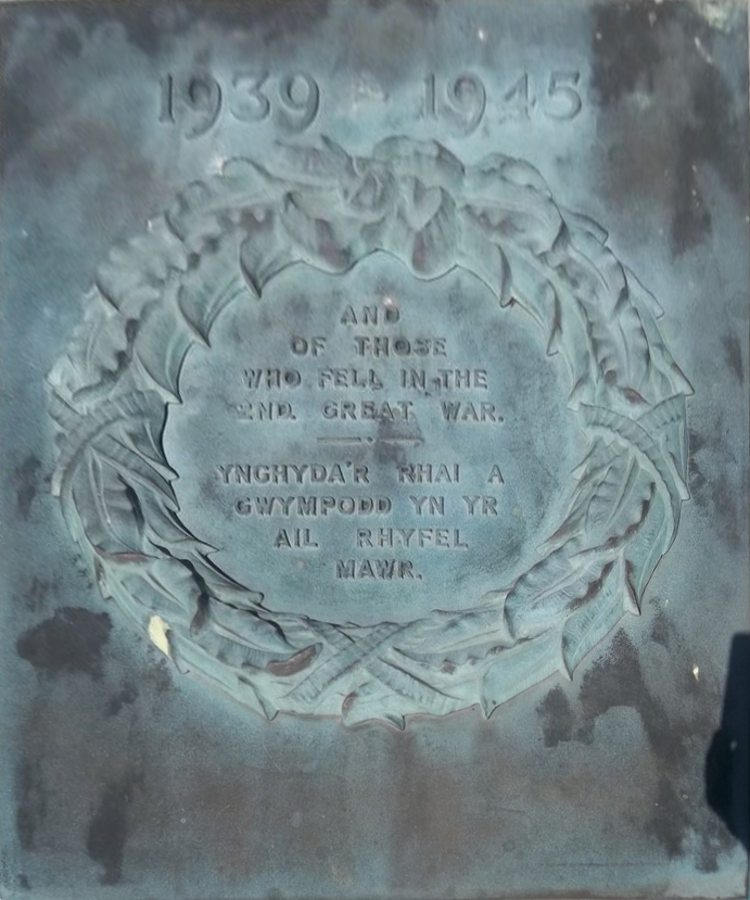 1939 - 1945
AND
OF THOSE
WHO FELL IN THE
2ND. GREAT WAR.
YNGHYDA'R RHAI A
GWYMPODD YN YR
AIL RHYFEL
MAWR.